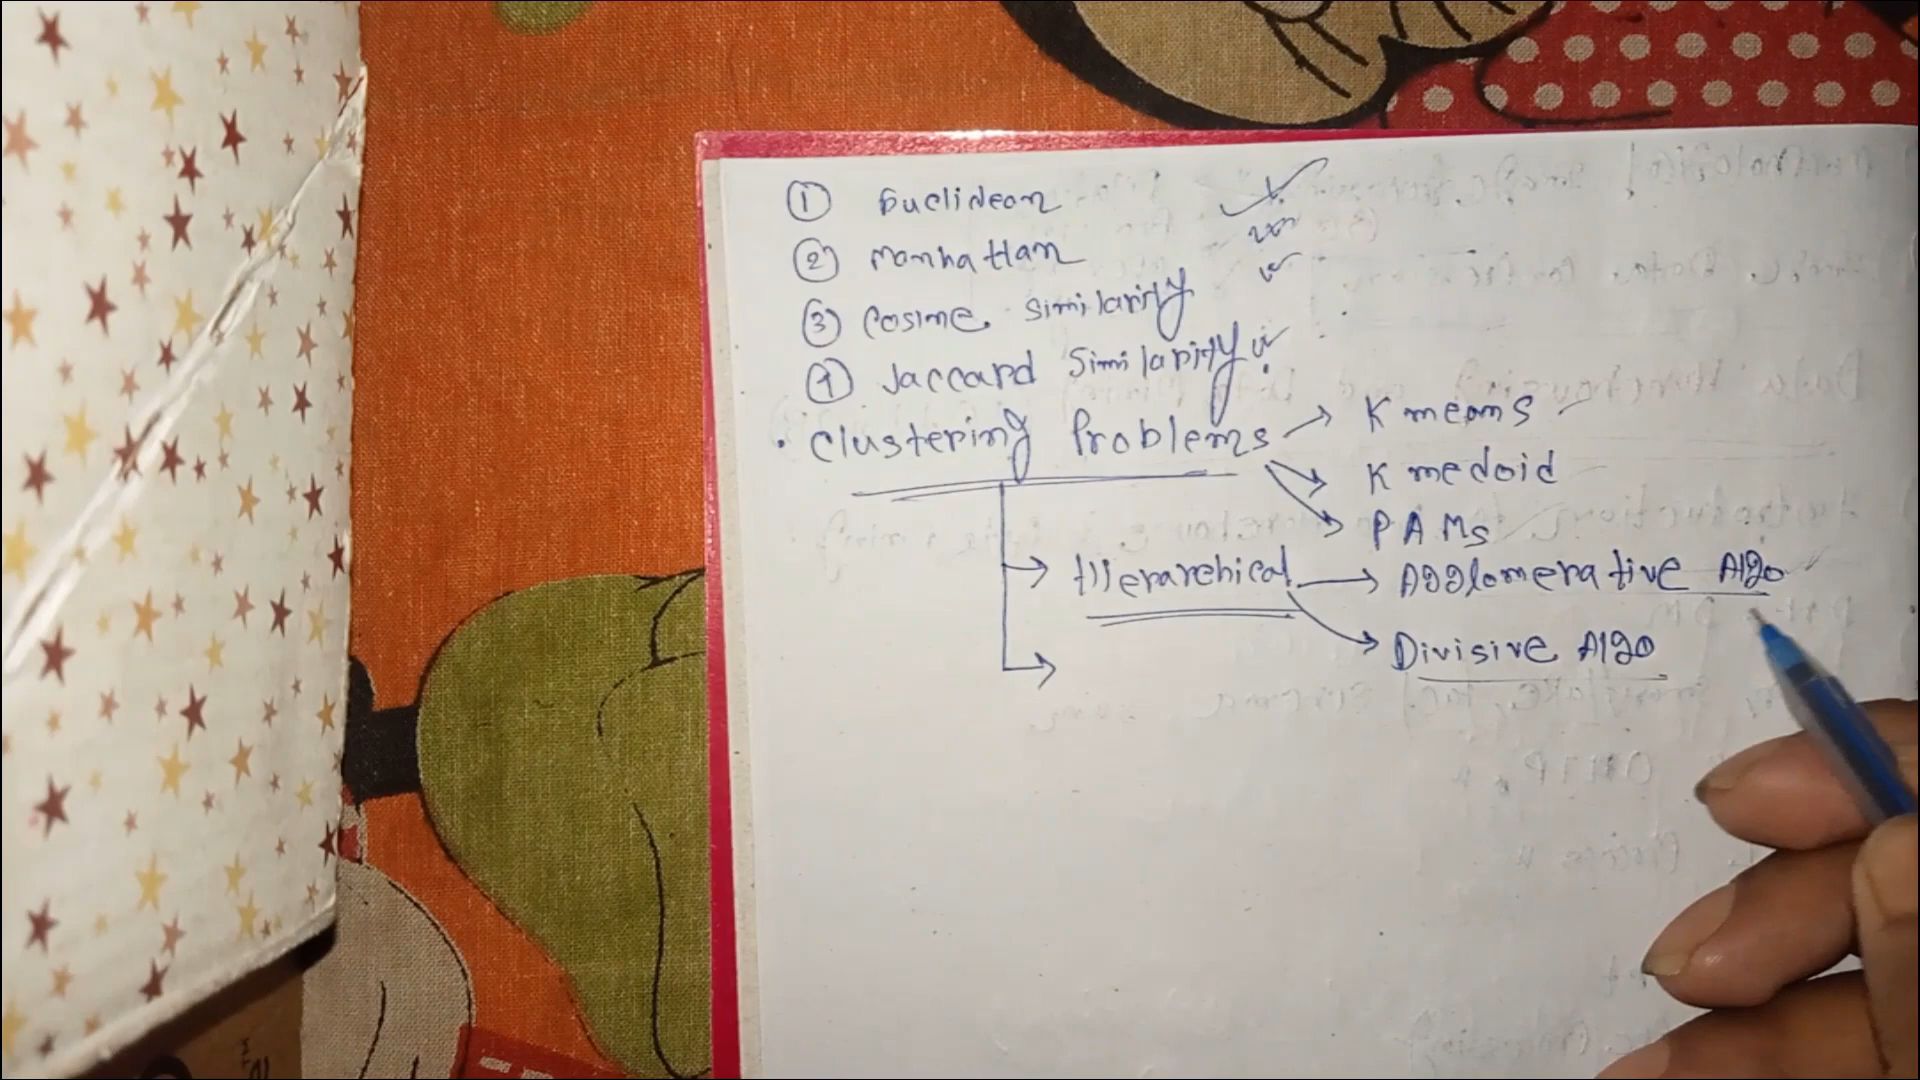 ① Euclidean
② Manhattan
③ Cosine Similarity
④ Jaccard Similarity
• Clustering Problems → K means
→ K medoid
→ PAMs
→ Hierarchical → Agglomerative Algo
→ Divisive Algo